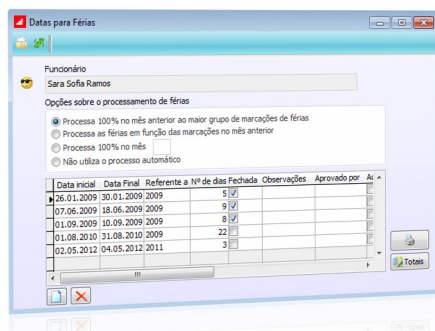 Datas para Férias
Funcionário
Sara Sofia Ramos
Opções sobre o processamento de férias
Processa 100% no mês anterior ao maior grupo de marcações de férias
Processa as férias em função das marcações no mês anterior
Processa 100% no mês
Não utiliza o processo automático
Data inicial Data Final Referente a Nº de dias Fechada Observações Aprovado por
26.01.2009 30.01.2009 2009 5
07.06.2009 18.06.2009 2009 9
01.09.2009 10.09.2009 2009 8
01.08.2010 31.08.2010 2009 22
02.05.2012 04.05.2012 2011 3
Totais